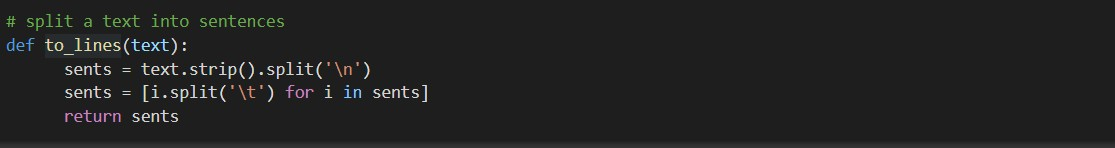 # split a text into sentences
def to_lines(text):
      sents = text.strip().split('\n')
      sents = [i.split('\t') for i in sents]
      return sents